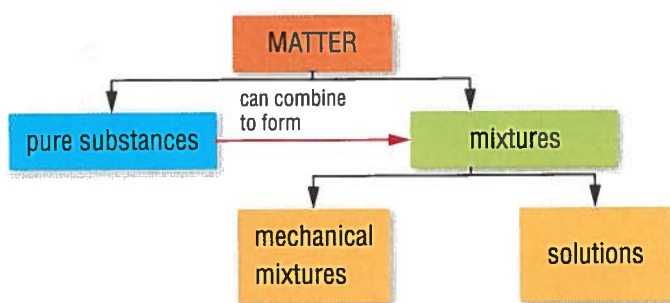 MATTER
can combine
to form
pure substances
mixtures
mechanical
mixtures
solutions